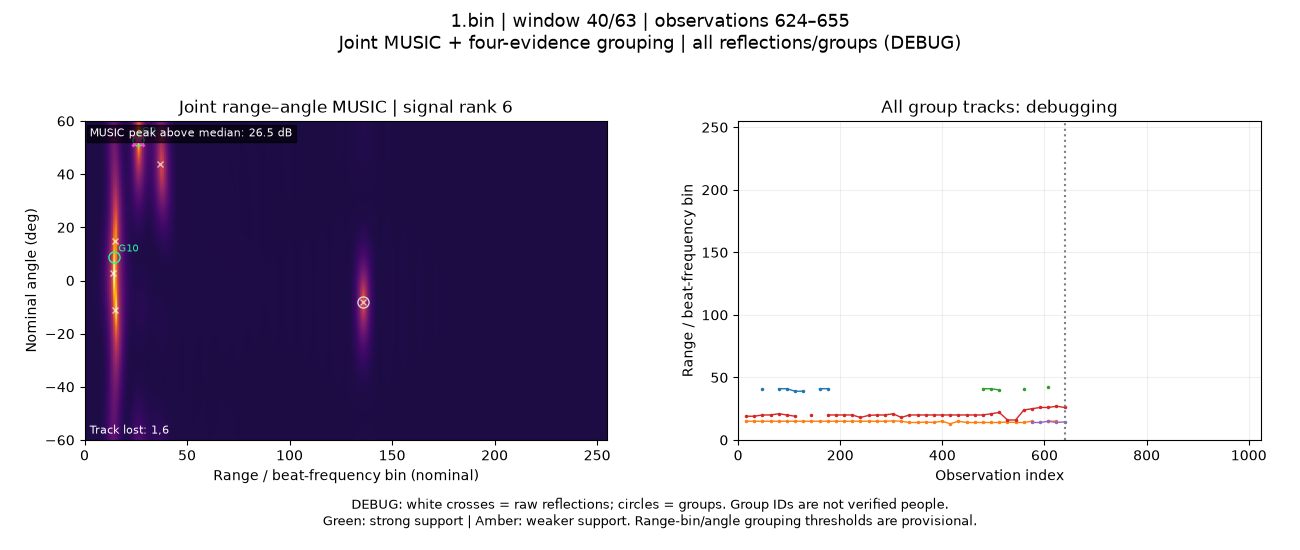 1.bin | window 40/63 | observations 624–655
Joint MUSIC + four-evidence grouping | all reflections/groups (DEBUG)
Joint range–angle MUSIC | signal rank 6
MUSIC peak above median: 26.5 dB
G10
Track lost: 1,6
60
40
20
0
−20
−40
−60
Nominal angle (deg)
0
50
100
150
200
250
Range / beat-frequency bin (nominal)
All group tracks: debugging
250
200
150
100
50
0
Range / beat-frequency bin
0
200
400
600
800
1000
Observation index
DEBUG: white crosses = raw reflections; circles = groups. Group IDs are not verified people.
Green: strong support | Amber: weaker support. Range-bin/angle grouping thresholds are provisional.